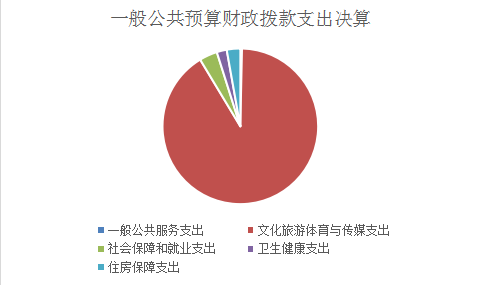 一般公共预算财政拨款支出决算
一般公共服务支出 文化旅游体育与传媒支出
社会保障和就业支出 卫生健康支出
住房保障支出